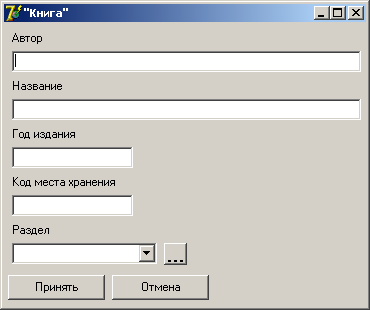 "Книга"
Автор
Название
Год издания
Код места хранения
Раздел
...
Принять Отмена